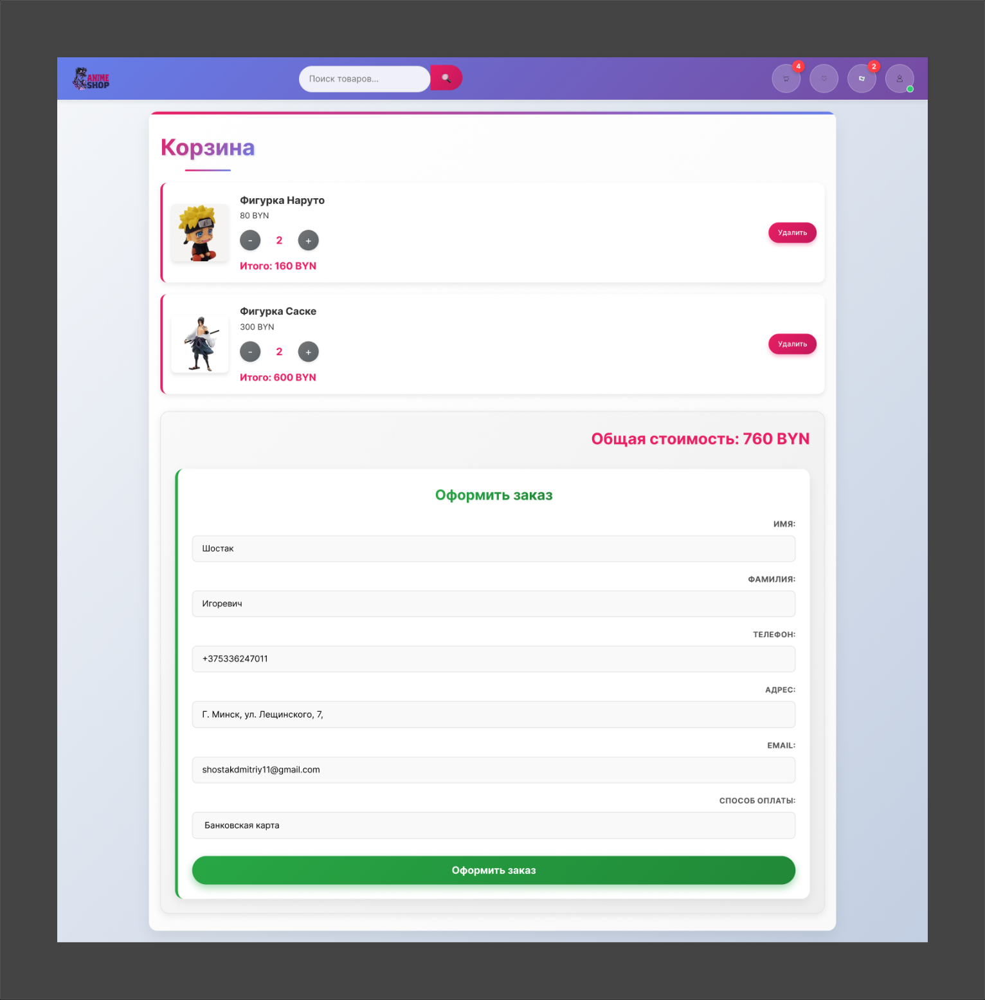 ANIME
SHOP
Поиск товаров...
4
2
Корзина
Фигурка Наруто
80 BYN
- 2 +
Итого: 160 BYN
Удалить
Фигурка Саске
300 BYN
- 2 +
Итого: 600 BYN
Удалить
Общая стоимость: 760 BYN
Оформить заказ
ИМЯ:
Шостак
ФАМИЛИЯ:
Игоревич
ТЕЛЕФОН:
+375336247011
АДРЕС:
Г. Минск, ул. Лещинского, 7,
EMAIL:
shostakdmitriy11@gmail.com
СПОСОБ ОПЛАТЫ:
Банковская карта
Оформить заказ